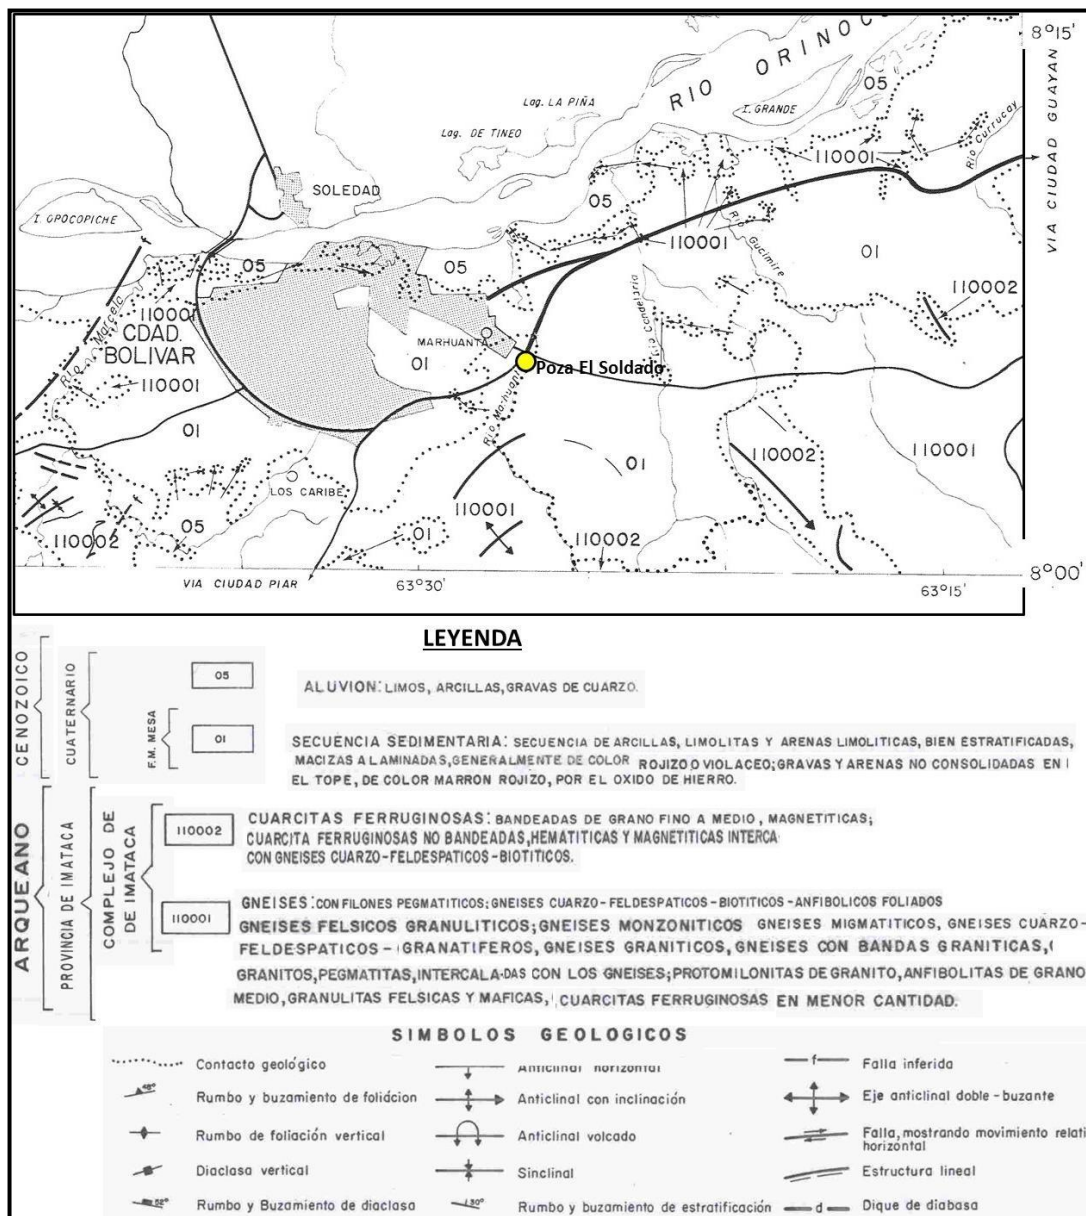 8°15'
RIO ORINOCO
VIA CIUDAD GUAYAN
I. GRANDE
05
Lag. LA PIÑA
Lag. DE TINEO
Rio Currucay
110001
SOLEDAD
I. OPOCOPICHE
05
110001
Rio Gucimire
01
05
05
110002
Rio Marcela
110001
CDAD.
BOLIVAR
MARHUANTA
01
Rio Candelaria
Poza El Soldado
110001
Rio Marhuanta
01
01
110002
110001
LOS CARIBE
05
110002
110001
01
110002
VIA CIUDAD PIAR
63°30'
63°15'
8°00'
LEYENDA
CENOZOICO
CUATERNARIO
F.M. MESA
05
ALUVION: LIMOS, ARCILLAS, GRAVAS DE CUARZO.
01
SECUENCIA SEDIMENTARIA: SECUENCIA DE ARCILLAS, LIMOLITAS Y ARENAS LIMOLITICAS, BIEN ESTRATIFICADAS,
MACIZAS A LAMINADAS, GENERALMENTE DE COLOR ROJIZO O VIOLACEO; GRAVAS Y ARENAS NO CONSOLIDADAS EN
EL TOPE, DE COLOR MARRON ROJIZO, POR EL OXIDO DE HIERRO.
ARQUEANO
PROVINCIA DE IMATACA
COMPLEJO DE
DE IMATACA
110002
CUARCITAS FERRUGINOSAS: BANDEADAS DE GRANO FINO A MEDIO, MAGNETITICAS;
CUARCITA FERRUGINOSAS NO BANDEADAS, HEMATITICAS Y MAGNETITICAS INTERCA
CON GNEISES CUARZO-FELDESPATICOS-BIOTITICOS.
110001
GNEISES: CON FILONES PEGMATITICOS; GNEISES CUARZO-FELDESPATICOS-BIOTITICOS-ANFIBOLICOS FOLIADOS
GNEISES FELSICOS GRANULITICOS; GNEISES MONZONITICOS GNEISES MIGMATITICOS, GNEISES CUARZO-
FELDESPATICOS-GRANATIFEROS, GNEISES GRANITICOS, GNEISES CON BANDAS GRANITICAS,
GRANITOS, PEGMATITAS, INTERCALADAS CON LOS GNEISES; PROTOMILONITAS DE GRANITO, ANFIBOLITAS DE GRANO
MEDIO, GRANULITAS FELSICAS Y MAFICAS, CUARCITAS FERRUGINOSAS EN MENOR CANTIDAD.
SIMBOLOS GEOLOGICOS
Contacto geológico
Anticlinal horizontal
f Falla inferida
48° Rumbo y buzamiento de foliácion
Anticlinal con inclinación
Eje anticlinal doble-buzante
Rumbo de foliación vertical
Anticlinal volcado
Falla, mostrando movimiento relati
horizontal
Diaclasa vertical
Sinclinal
Estructura lineal
52° Rumbo y Buzamiento de diaclasa
30° Rumbo y buzamiento de estratificación
d Dique de diabasa